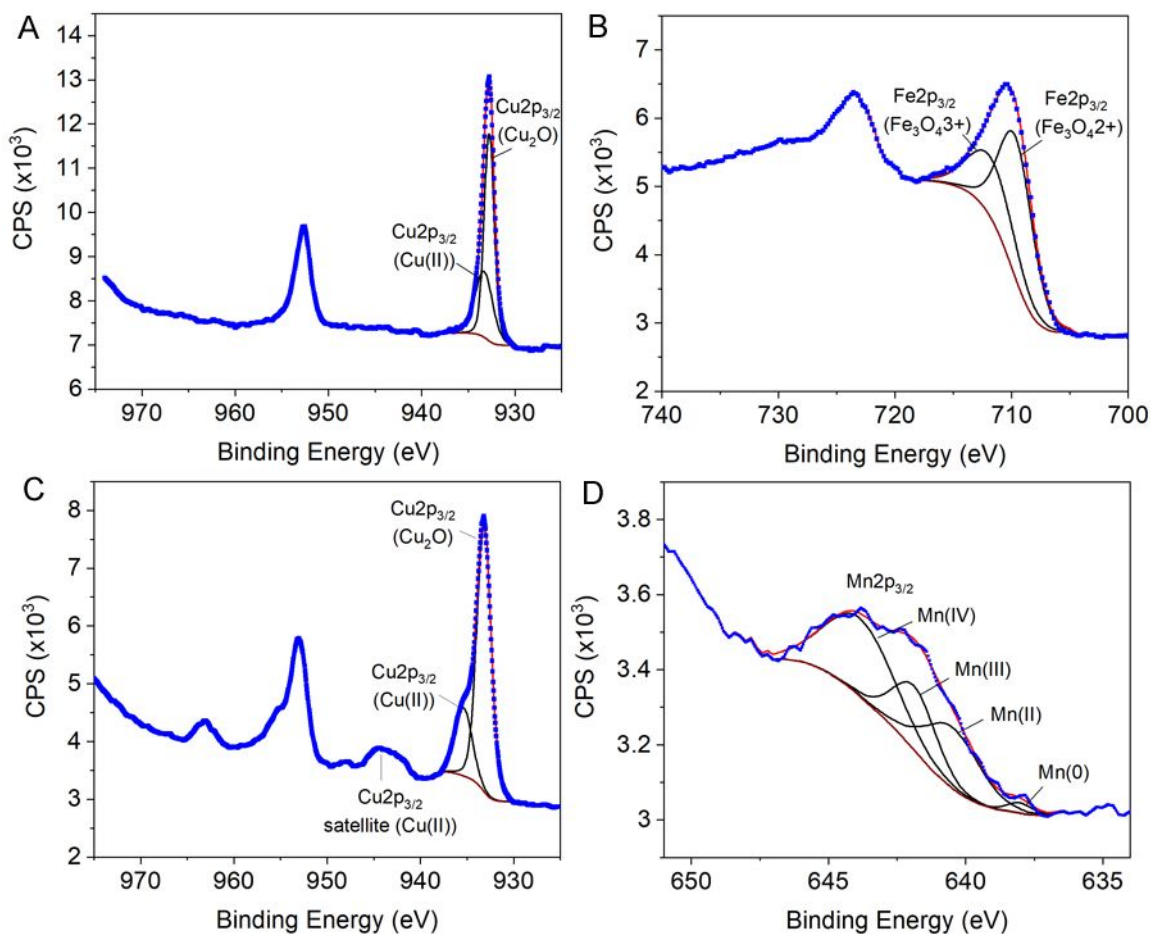 A
14
13
12
11
10
9
8
7
6
CPS (x10³)
Cu2p₃/₂
(Cu₂O)
Cu2p₃/₂
(Cu(II))
970 960 950 940 930
Binding Energy (eV)
B
7
6
5
3
2
CPS (x10³)
Fe2p₃/₂
(Fe₃O₄3+)
Fe2p₃/₂
(Fe₃O₄2+)
740 730 720 710 700
Binding Energy (eV)
C
8
7
6
5
4
3
2
CPS (x10³)
Cu2p₃/₂
(Cu₂O)
Cu2p₃/₂
(Cu(II))
Cu2p₃/₂
satellite (Cu(II))
970 960 950 940 930
Binding Energy (eV)
D
3.8
3.6
3.4
3.2
3
CPS (x10³)
Mn2p₃/₂
Mn(IV)
Mn(III)
Mn(II)
Mn(0)
650 645 640 635
Binding Energy (eV)